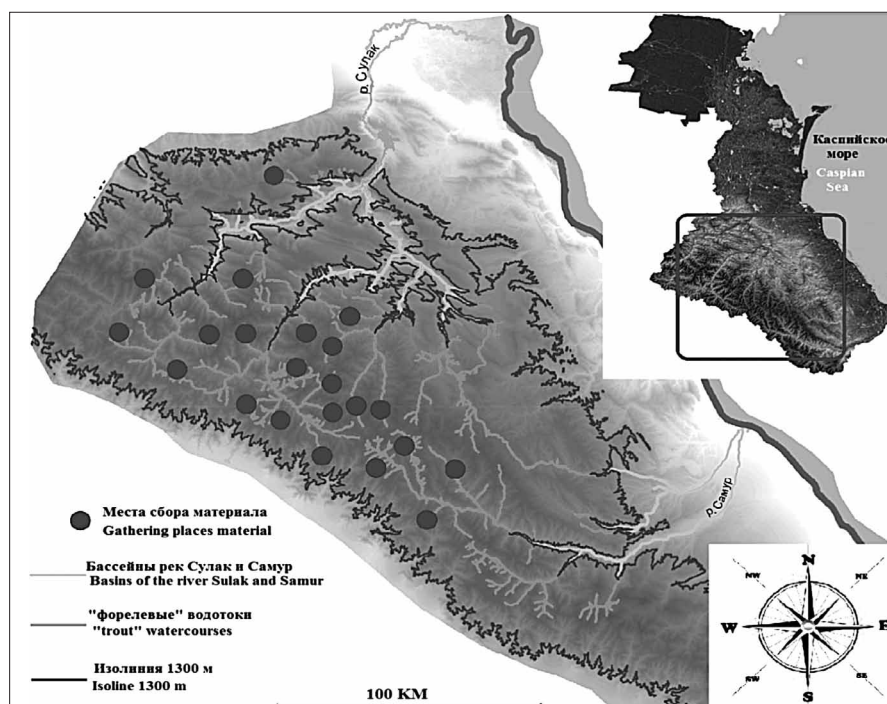 р. Сулак
Каспийское
море
Caspian
Sea
р. Самур
Места сбора материала
Gathering places material
Бассейны рек Сулак и Самур
Basins of the river Sulak and Samur
"форелевые" водотоки
"trout" watercourses
Изолиния 1300 м
Isoline 1300 m
100 КМ
N
NW
NE
W
E
SW
SE
S